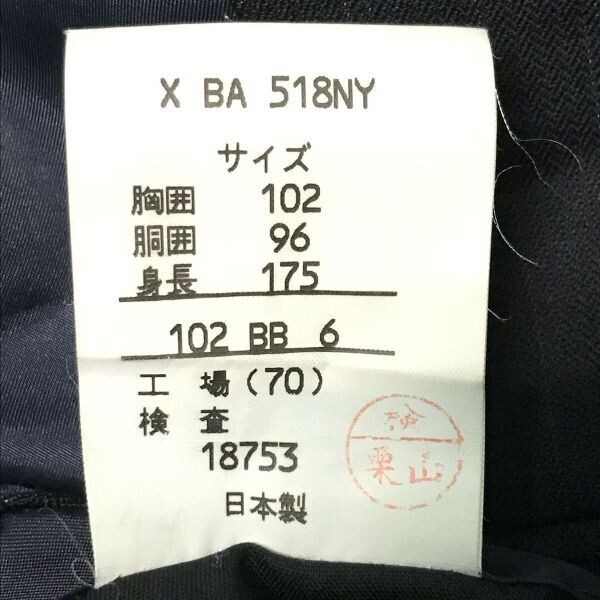 X BA 518NY
サイズ
胸囲 102
胴囲 96
身長 175
102 BB 6
工 場(70)
検 査
18753
日本製
検
栗山